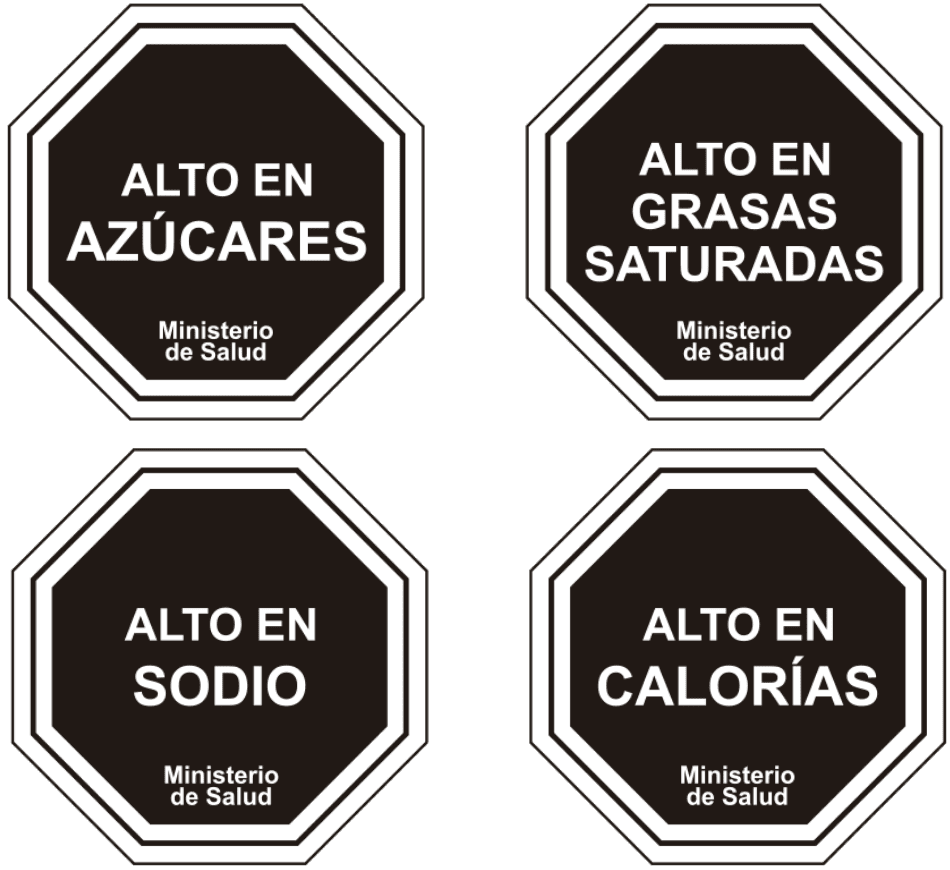 ALTO EN
AZÚCARES
Ministerio
de Salud
ALTO EN
GRASAS
SATURADAS
Ministerio
de Salud
ALTO EN
SODIO
Ministerio
de Salud
ALTO EN
CALORÍAS
Ministerio
de Salud